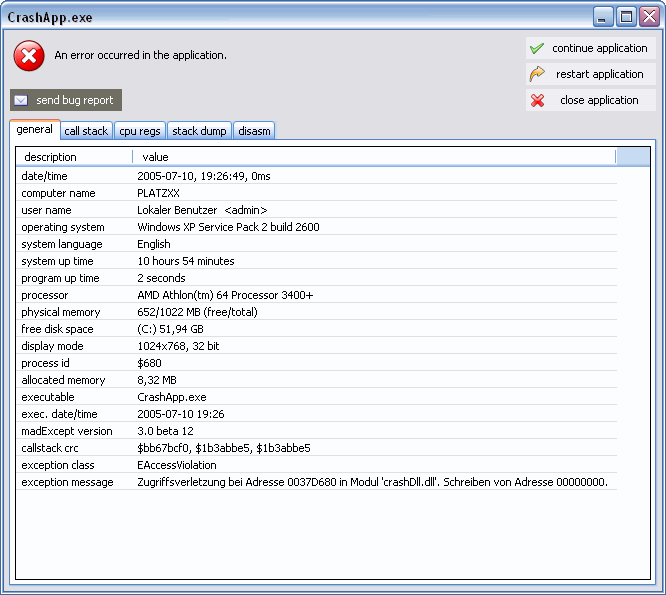 CrashApp.exe
An error occurred in the application.
continue application
restart application
close application
send bug report
general call stack cpu regs stack dump disasm
description value
date/time 2005-07-10, 19:26:49, 0ms
computer name PLATZXX
user name Lokaler Benutzer <admin>
operating system Windows XP Service Pack 2 build 2600
system language English
system up time 10 hours 54 minutes
program up time 2 seconds
processor AMD Athlon(tm) 64 Processor 3400+
physical memory 652/1022 MB (free/total)
free disk space (C:) 51,94 GB
display mode 1024x768, 32 bit
process id $680
allocated memory 8,32 MB
executable CrashApp.exe
exec. date/time 2005-07-10 19:26
madExcept version 3.0 beta 12
callstack crc $bb67bcf0, $1b3abbe5, $1b3abbe5
exception class EAccessViolation
exception message Zugriffsverletzung bei Adresse 0037D680 in Modul 'crashDll.dll'. Schreiben von Adresse 00000000.